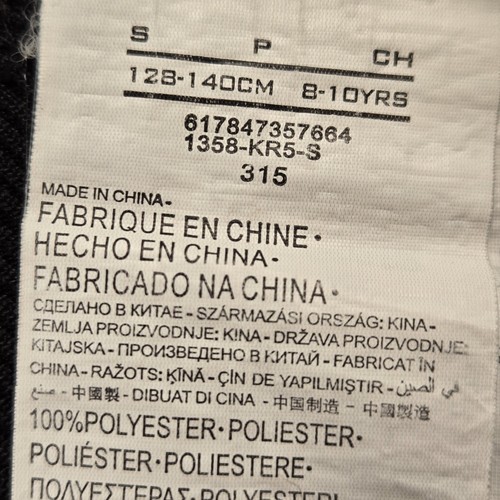 S P CH
128-140CM 8-10YRS
617847357664
1358-KR5-S
315
MADE IN CHINA-
FABRIQUE EN CHINE·
HECHO EN CHINA·
FABRICADO NA CHINA·
СДЕЛАНО В КИТАЕ - SZÁRMAZÁSI ORSZÁG: KINA -
ZEMLJA PROIZVODNJE: KINA - DRŽAVA PROIZVODNJE:
KITAJSKA - ПРОИЗВЕДЕНО В КИТАЙ - FABRICAT ÎN
CHINA - RAŽOTS: ĶĪNĀ - ÇİN DE YAPILMIŞTIR - في الصين
صنع - 中國製 - DIBUAT DI CINA - 中国制造 - 中國製造
100%POLYESTER·POLIESTER·
POLIÉSTER·POLIESTERE·
ΠΟΛΥΕΣΤΕΡΑΣ·POLIESTERI